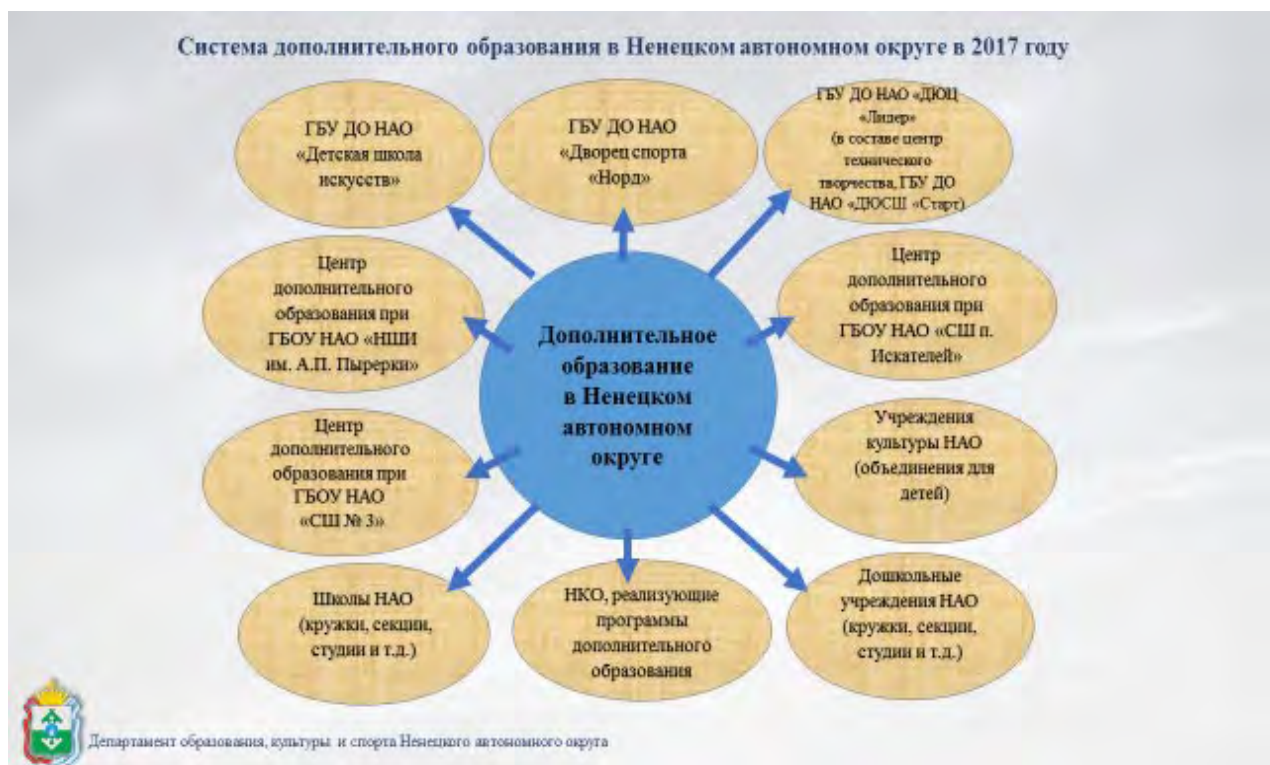 Система дополнительного образования в Ненецком автономном округе в 2017 году
ГБУ ДО НАО
«Детская школа
искусств»
ГБУ ДО НАО
«Дворец спорта
«Норд»
ГБУ ДО НАО «ДЮЦ
«Лидер»
(в составе центр
технического
творчества, ГБУ ДО
НАО «ДЮСШ «Старт)
Центр
дополнительного
образования при
ГБОУ НАО «НШИ
им. А.П. Пырерки»
Дополнительное
образование
в Ненецком
автономном
округе
Центр
дополнительного
образования при
ГБОУ НАО «СШ п.
Искателей»
Центр
дополнительного
образования при
ГБОУ НАО
«СШ № 3»
Учреждения
культуры НАО
(объединения для
детей)
Школы НАО
(кружки, секции,
студии и т.д.)
НКО, реализующие
программы
дополнительного
образования
Дошкольные
учреждения НАО
(кружки, секции,
студии и т.д.)
Департамент образования, культуры и спорта Ненецкого автономного округа